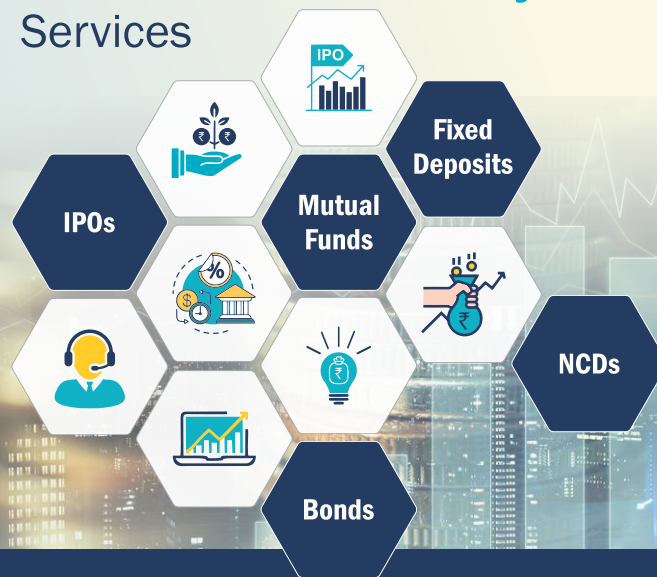 Services
IPO
Fixed
Deposits
IPOs
Mutual
Funds
%
$
NCDs
Bonds